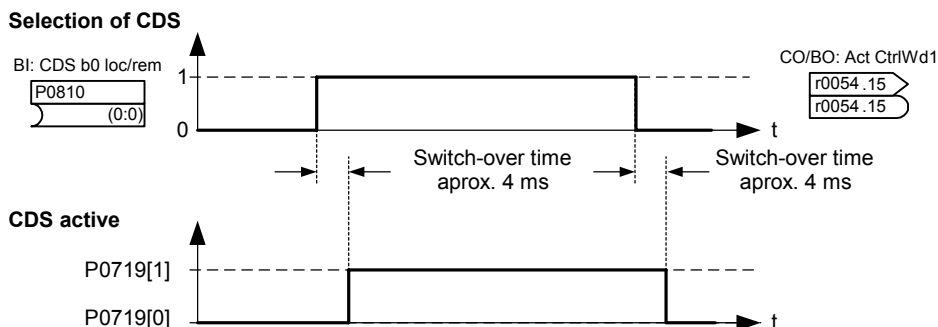 Selection of CDS
BI: CDS b0 loc/rem
P0810
(0:0)
1
0
t
CO/BO: Act CtrlWd1
r0054 .15
r0054 .15
Switch-over time
aprox. 4 ms
Switch-over time
aprox. 4 ms
CDS active
P0719[1]
P0719[0]
t